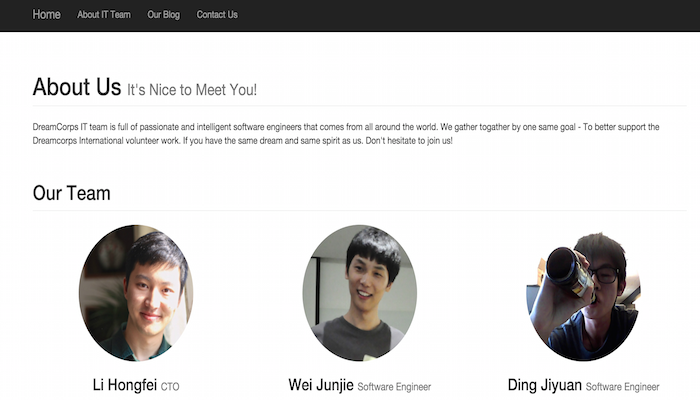 Home About IT Team Our Blog Contact Us
About Us It's Nice to Meet You!
DreamCorps IT team is full of passionate and intelligent software engineers that comes from all around the world. We gather togather by one same goal - To better support the
Dreamcorps International volunteer work. If you have the same dream and same spirit as us. Don't hesitate to join us!
Our Team
Li Hongfei CTO
Wei Junjie Software Engineer
Ding Jiyuan Software Engineer